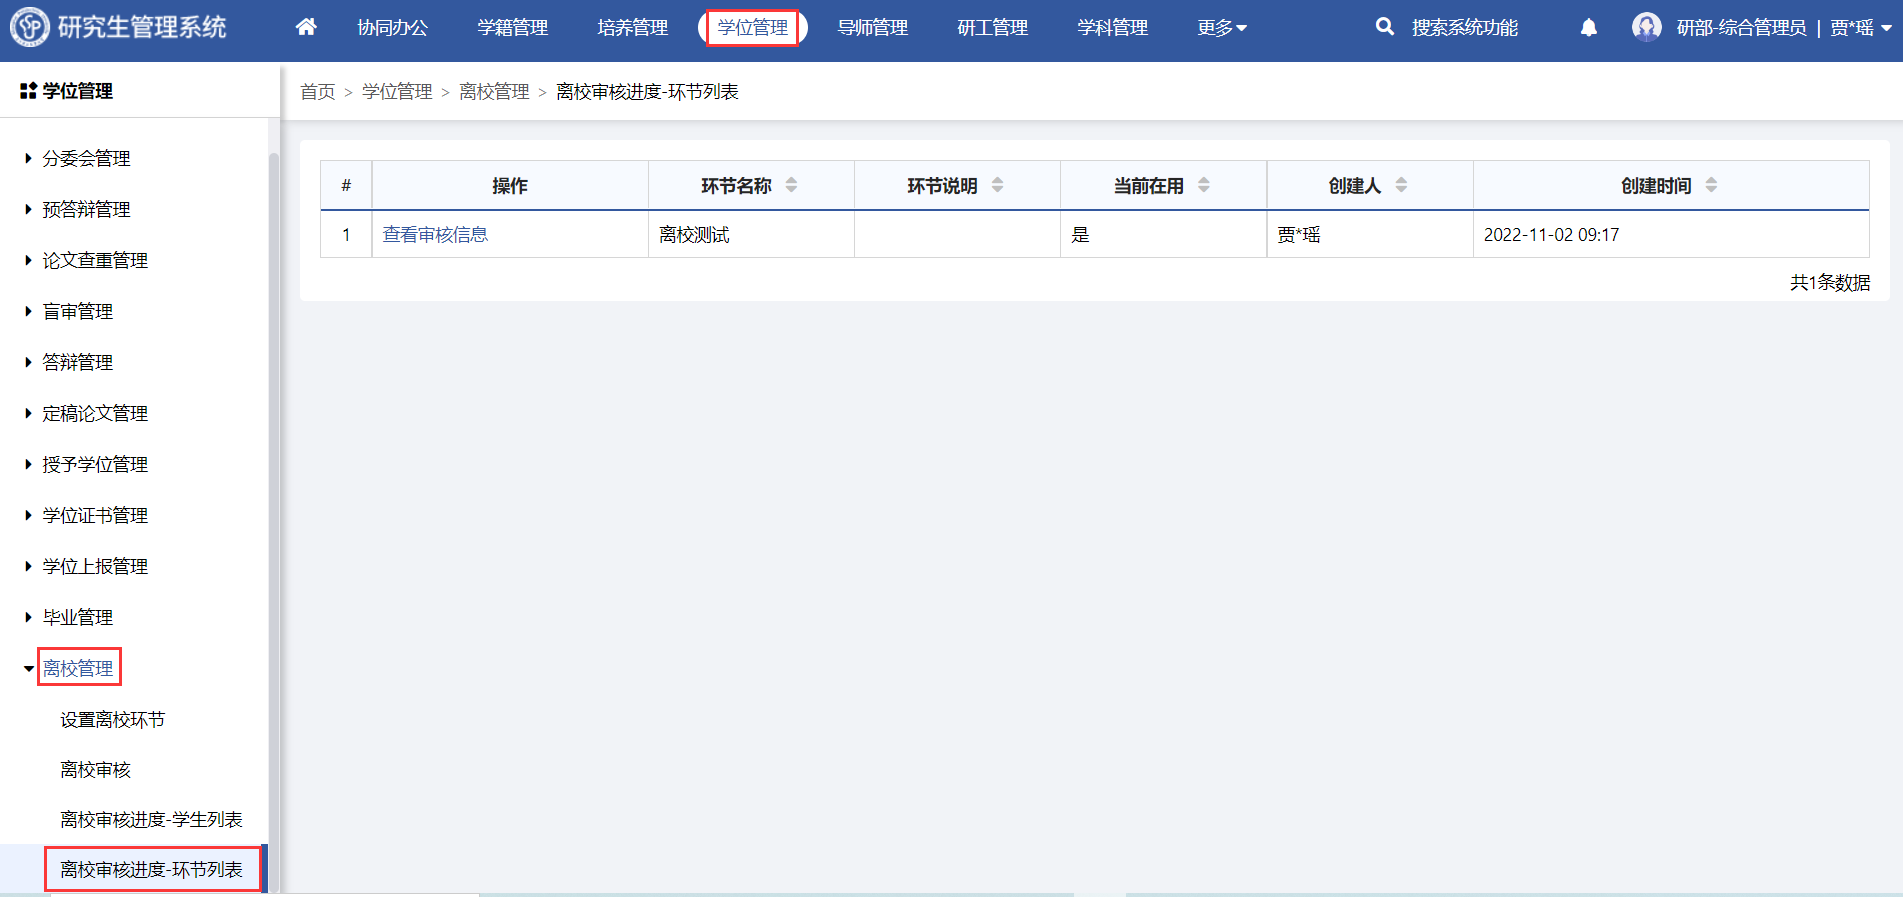 研究生管理系统
协同办公 学籍管理 培养管理 学位管理 导师管理 研工管理 学科管理 更多 搜索系统功能 研部-综合管理员 | 贾*瑶
学位管理
首页 > 学位管理 > 离校管理 > 离校审核进度-环节列表
分委会管理
预答辩管理
论文查重管理
盲审管理
答辩管理
定稿论文管理
授予学位管理
学位证书管理
学位上报管理
毕业管理
离校管理
设置离校环节
离校审核
离校审核进度-学生列表
离校审核进度-环节列表
# 操作 环节名称 环节说明 当前在用 创建人 创建时间
1 查看审核信息 离校测试 是 贾*瑶 2022-11-02 09:17
共1条数据